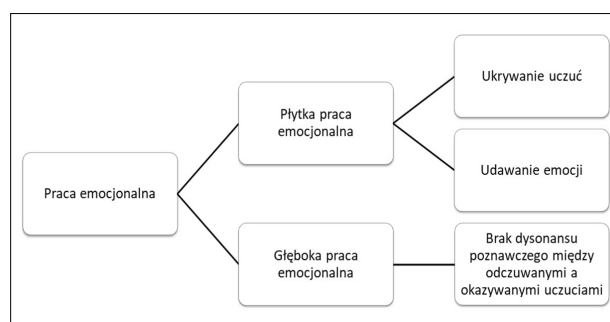 Praca emocjonalna
Płytka praca
emocjonalna
Głęboka praca
emocjonalna
Ukrywanie uczuć
Udawanie emocji
Brak dysonansu
poznawczego między
odczuwanymi a
okazywanymi uczuciami